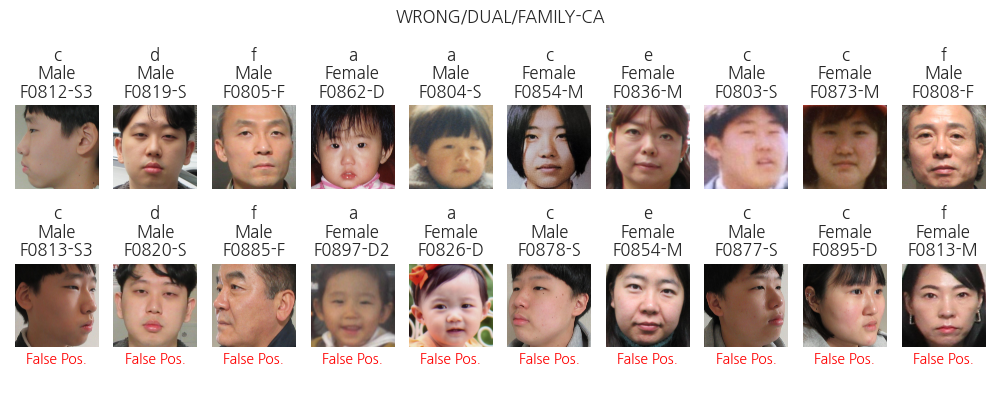 WRONG/DUAL/FAMILY-CA
c d f a a c e c c f
Male Male Male Female Male Female Female Male Female Male
F0812-S3 F0819-S F0805-F F0862-D F0804-S F0854-M F0836-M F0803-S F0873-M F0808-F
c d f a a c e c c f
Male Male Male Female Female Male Female Male Female Female
F0813-S3 F0820-S F0885-F F0897-D2 F0826-D F0878-S F0854-M F0877-S F0895-D F0813-M
False Pos. False Pos. False Pos. False Pos. False Pos. False Pos. False Pos. False Pos. False Pos. False Pos.